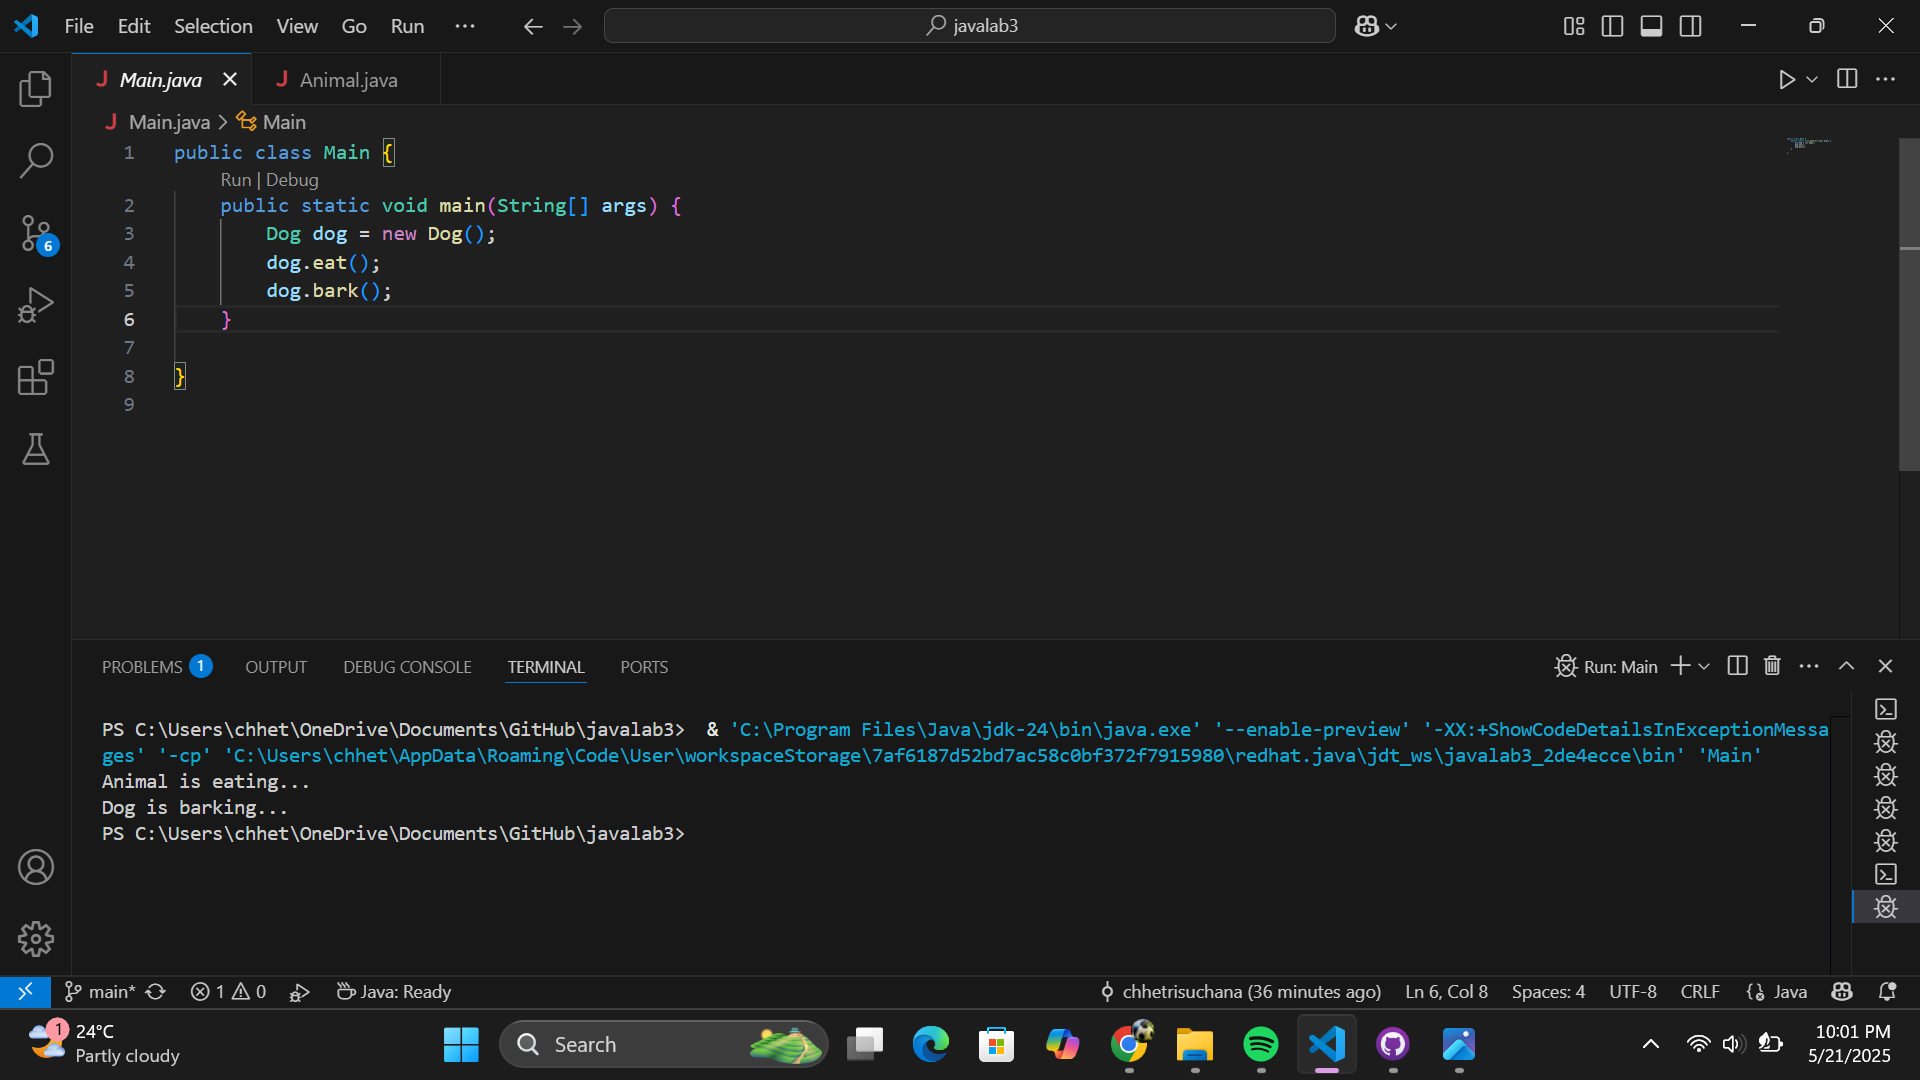 File Edit Selection View Go Run ··· javalab3
Main.java Animal.java
Main.java > Main
1 public class Main {
Run | Debug
2 public static void main(String[] args) {
3 Dog dog = new Dog();
4 dog.eat();
5 dog.bark();
6 }
7
8 }
9
6
PROBLEMS 1 OUTPUT DEBUG CONSOLE TERMINAL PORTS Run: Main
PS C:\Users\chhet\OneDrive\Documents\GitHub\javalab3>  & 'C:\Program Files\Java\jdk-24\bin\java.exe' '--enable-preview' '-XX:+ShowCodeDetailsInExceptionMessa
ges' '-cp' 'C:\Users\chhet\AppData\Roaming\Code\User\workspaceStorage\7af6187d52bd7ac58c0bf372f7915980\redhat.java\jdt_ws\javalab3_2de4ecce\bin' 'Main'
Animal is eating...
Dog is barking...
PS C:\Users\chhet\OneDrive\Documents\GitHub\javalab3>
main* 1 0 Java: Ready chhetrisuchana (36 minutes ago) Ln 6, Col 8 Spaces: 4 UTF-8 CRLF {} Java
1 24°C
Partly cloudy
Search
10:01 PM
5/21/2025